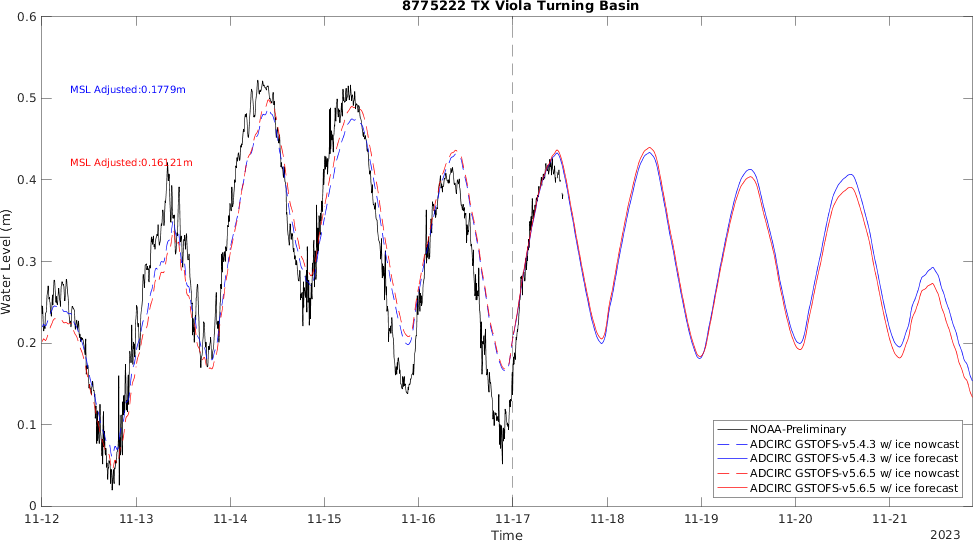 8775222 TX Viola Turning Basin
0.6
0.5
0.4
0.3
0.2
0.1
0
Water Level (m)
MSL Adjusted:0.1779m
MSL Adjusted:0.16121m
NOAA-Preliminary
ADCIRC GSTOFS-v5.4.3 w/ ice nowcast
ADCIRC GSTOFS-v5.4.3 w/ ice forecast
ADCIRC GSTOFS-v5.6.5 w/ ice nowcast
ADCIRC GSTOFS-v5.6.5 w/ ice forecast
11-12 11-13 11-14 11-15 11-16 11-17 11-18 11-19 11-20 11-21
Time
2023